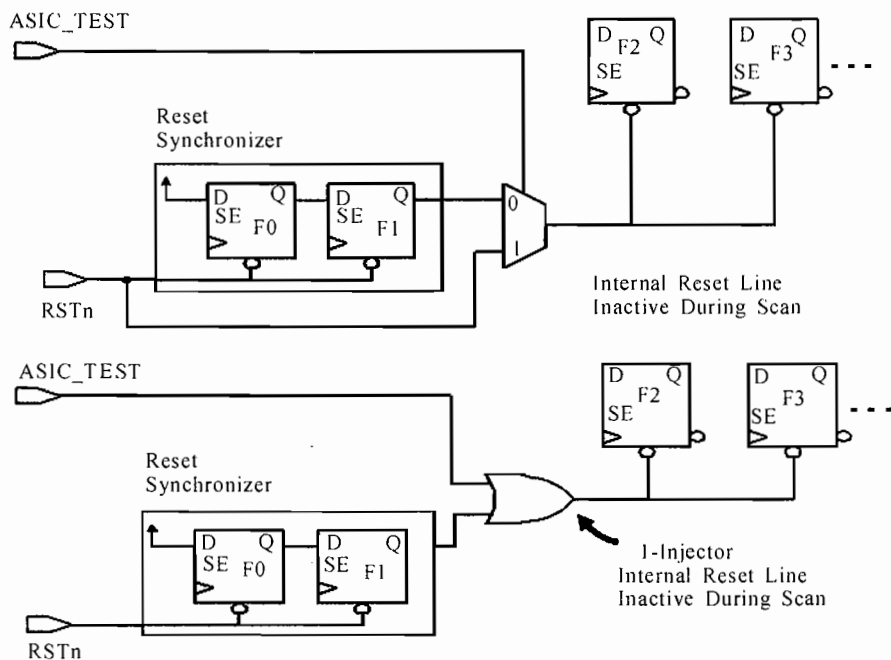 ASIC_TEST
D Q
F2
SE
D Q
F3
SE
Reset
Synchronizer
D Q
SE
F0
D Q
SE
F1
0
1
RSTn
Internal Reset Line
Inactive During Scan
ASIC_TEST
D Q
F2
SE
D Q
F3
SE
Reset
Synchronizer
D Q
SE
F0
D Q
SE
F1
1-Injector
Internal Reset Line
Inactive During Scan
RSTn